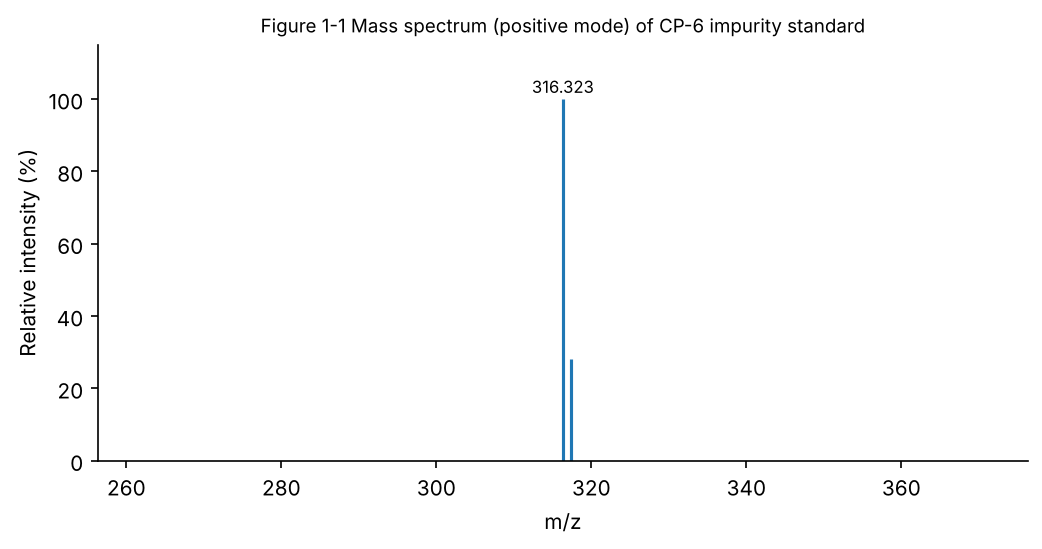 Figure 1-1 Mass spectrum (positive mode) of CP-6 impurity standard
316.323
100
80
60
40
20
0
Relative intensity (%)
260 280 300 320 340 360
m/z